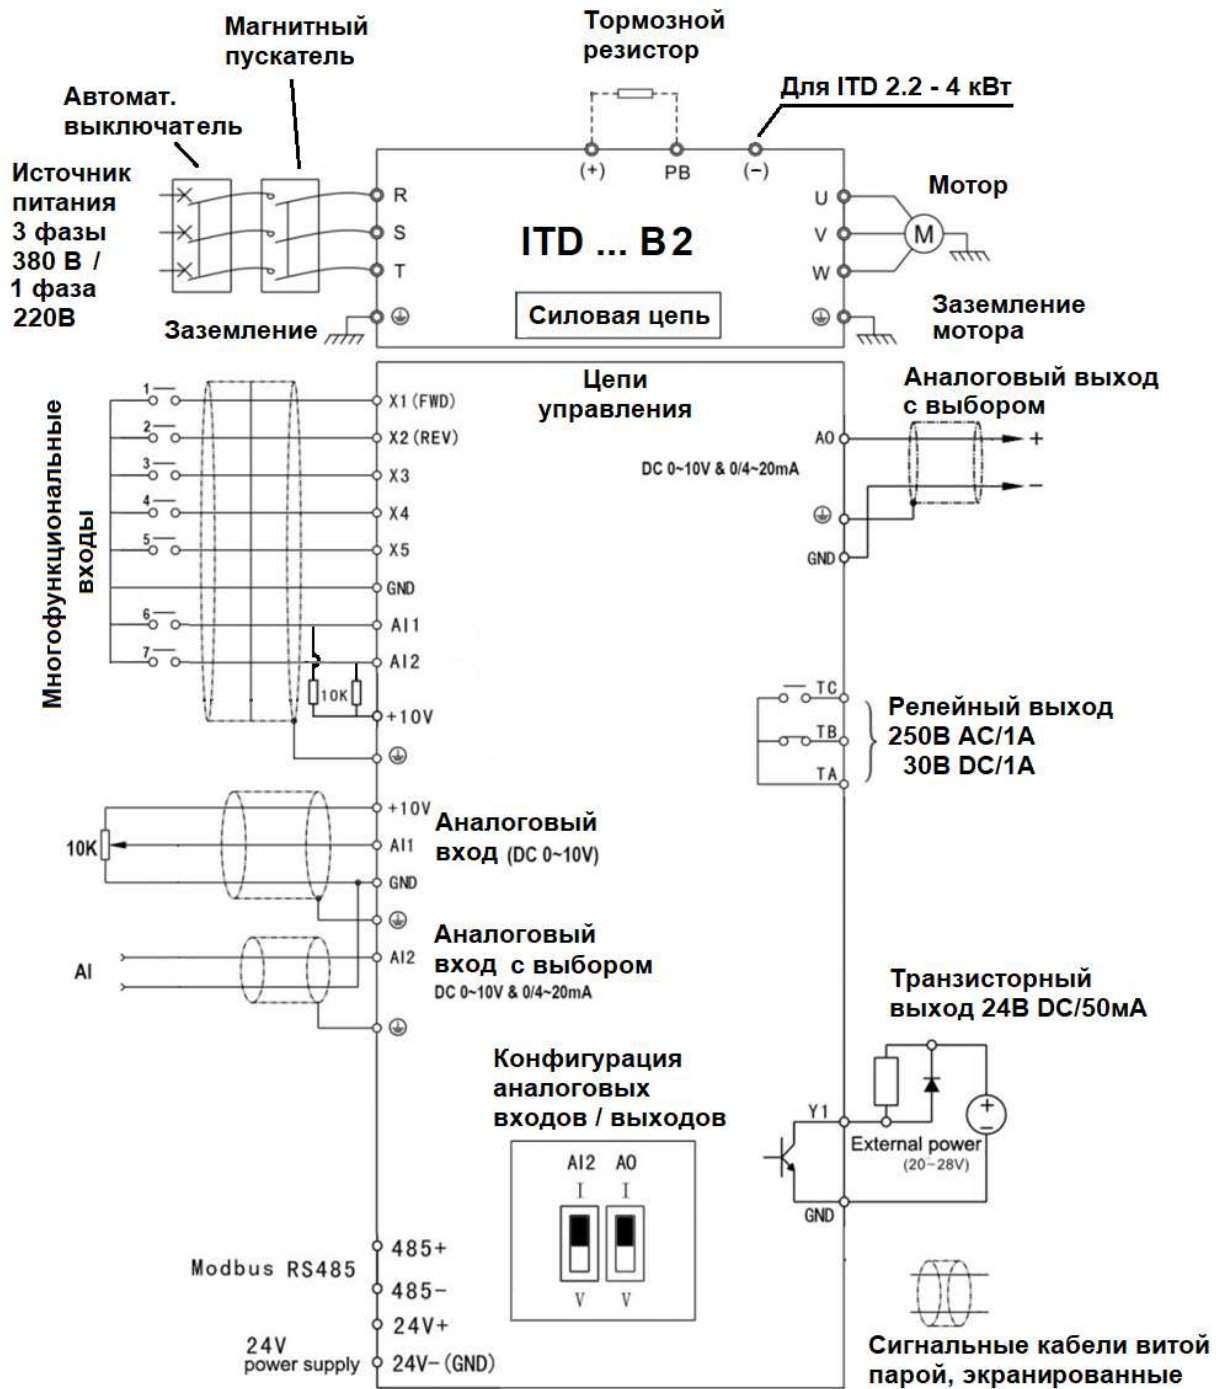 Магнитный
пускатель
Тормозной
резистор
Для ITD 2.2 - 4 кВт
Автомат.
выключатель
Источник
питания
3 фазы
380 В /
1 фаза
220В
(+)
PB
(−)
R
S
T
ITD ... B2
Силовая цепь
U
V
W
M
Мотор
Заземление
Заземление
мотора
Цепи
управления
Многофункциональные
входы
1
2
3
4
5
6
7
X1(FWD)
X2(REV)
X3
X4
X5
GND
AI1
AI2
10K
+10V
Аналоговый выход
с выбором
AO
DC 0~10V & 0/4~20mA
+
−
GND
TC
TB
TA
Релейный выход
250В AC/1A
30В DC/1A
10K
+10V
AI1
GND
Аналоговый
вход (DC 0~10V)
AI
AI2
Аналоговый
вход с выбором
DC 0~10V & 0/4~20mA
Транзисторный
выход 24В DC/50мА
Y1
External power
(20-28V)
+
−
GND
Конфигурация
аналоговых
входов / выходов
AI2 AO
I I
V V
Modbus RS485
485+
485-
24V
power supply
24V+
24V-(GND)
Сигнальные кабели витой
парой, экранированные